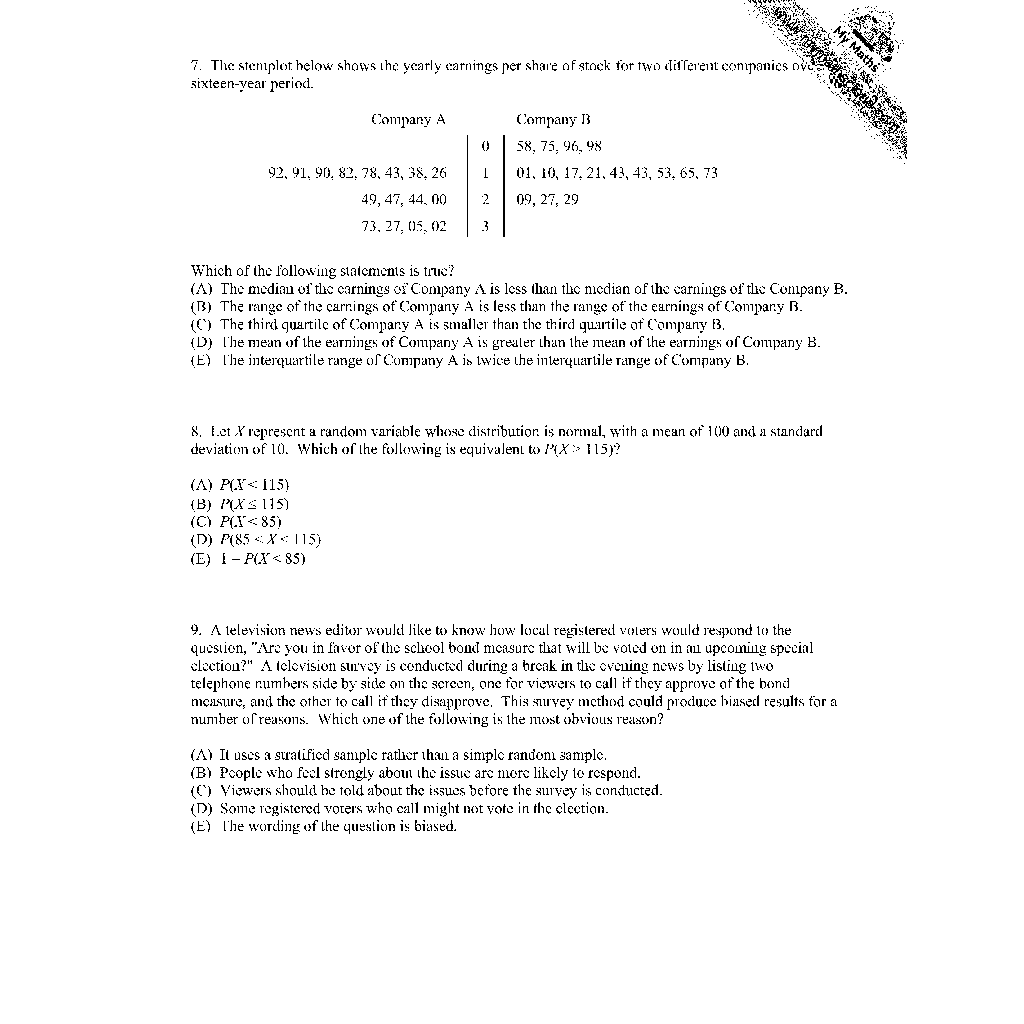 My Maths
7. The stemplot below shows the yearly earnings per share of stock for two different companies
sixteen-year period.
Company A Company B
0 58, 75, 96, 98
92, 91, 90, 82, 78, 43, 38, 26 1 01, 10, 17, 21, 43, 43, 53, 65, 73
49, 47, 44, 00 2 09, 27, 29
73, 27, 05, 02 3
Which of the following statements is true?
(A) The median of the earnings of Company A is less than the median of the earnings of the Company B.
(B) The range of the earnings of Company A is less than the range of the earnings of Company B.
(C) The third quartile of Company A is smaller than the third quartile of Company B.
(D) The mean of the earnings of Company A is greater than the mean of the earnings of Company B.
(E) The interquartile range of Company A is twice the interquartile range of Company B.
8. Let X represent a random variable whose distribution is normal, with a mean of 100 and a standard
deviation of 10. Which of the following is equivalent to P(X > 115)?
(A) P(X < 115)
(B) P(X ≤ 115)
(C) P(X < 85)
(D) P(85 < X < 115)
(E) 1 – P(X < 85)
9. A television news editor would like to know how local registered voters would respond to the
question, "Are you in favor of the school bond measure that will be voted on in an upcoming special
election?" A television survey is conducted during a break in the evening news by listing two
telephone numbers side by side on the screen, one for viewers to call if they approve of the bond
measure, and the other to call if they disapprove. This survey method could produce biased results for a
number of reasons. Which one of the following is the most obvious reason?
(A) It uses a stratified sample rather than a simple random sample.
(B) People who feel strongly about the issue are more likely to respond.
(C) Viewers should be told about the issues before the survey is conducted.
(D) Some registered voters who call might not vote in the election.
(E) The wording of the question is biased.